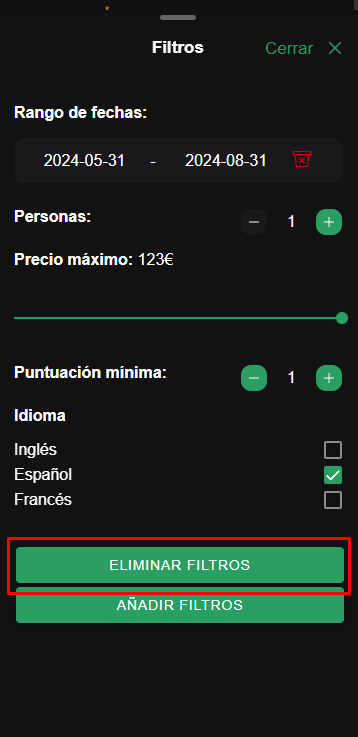 Filtros Cerrar
Rango de fechas:
2024-05-31 - 2024-08-31
Personas: 1
Precio máximo: 123€
Puntuación mínima: 1
Idioma
Inglés
Español
Francés
ELIMINAR FILTROS
AÑADIR FILTROS